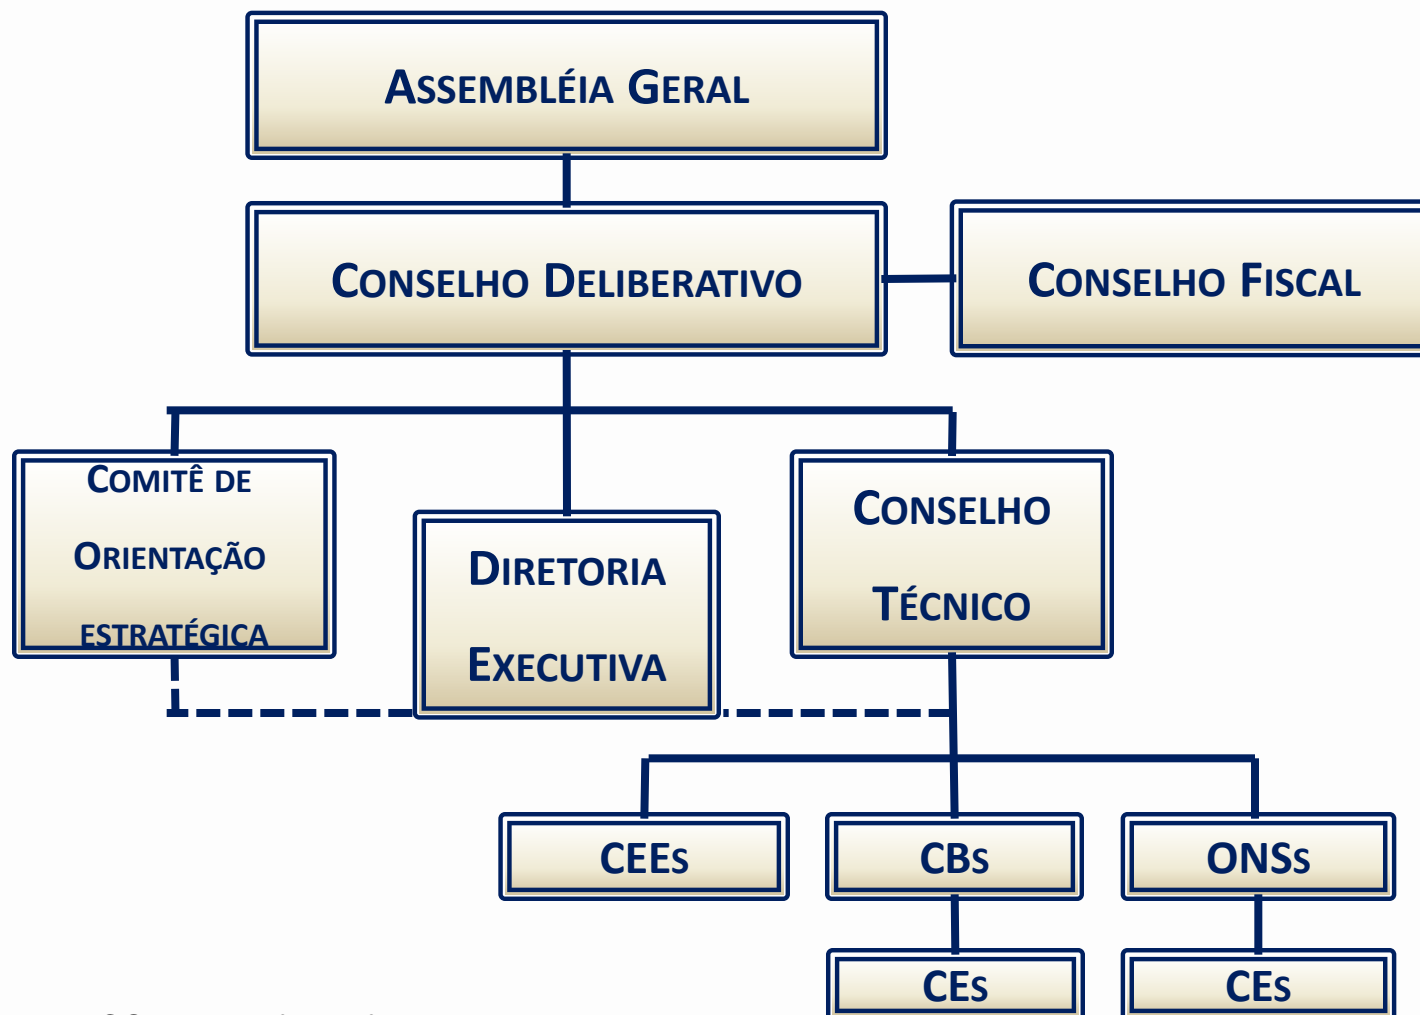 ASSEMBLÉIA GERAL
CONSELHO DELIBERATIVO
CONSELHO FISCAL
COMITÊ DE
ORIENTAÇÃO
ESTRATÉGICA
DIRETORIA
EXECUTIVA
CONSELHO
TÉCNICO
CEES
CBS
ONSS
CES
CES